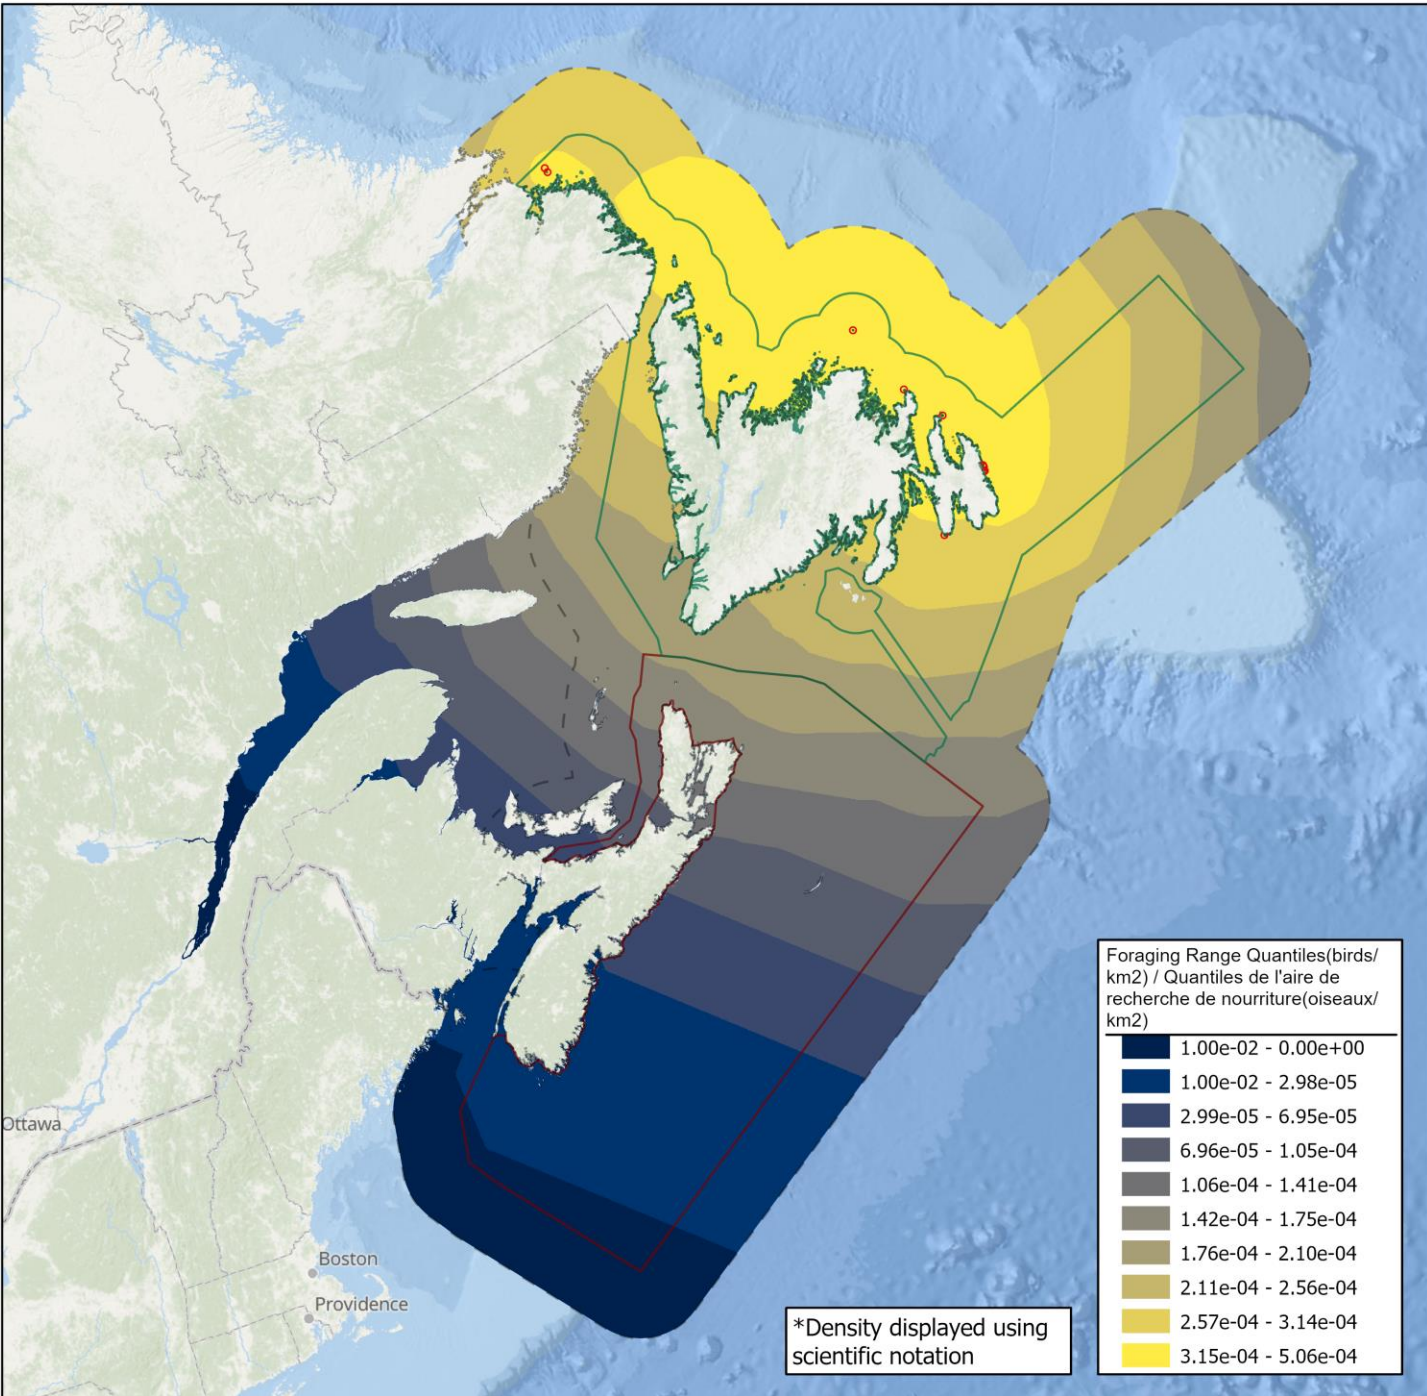 Ottawa
Boston
Providence
*Density displayed using
scientific notation
Foraging Range Quantiles(birds/
km2) / Quantiles de l'aire de
recherche de nourriture(oiseaux/
km2)
1.00e-02 - 0.00e+00
1.00e-02 - 2.98e-05
2.99e-05 - 6.95e-05
6.96e-05 - 1.05e-04
1.06e-04 - 1.41e-04
1.42e-04 - 1.75e-04
1.76e-04 - 2.10e-04
2.11e-04 - 2.56e-04
2.57e-04 - 3.14e-04
3.15e-04 - 5.06e-04